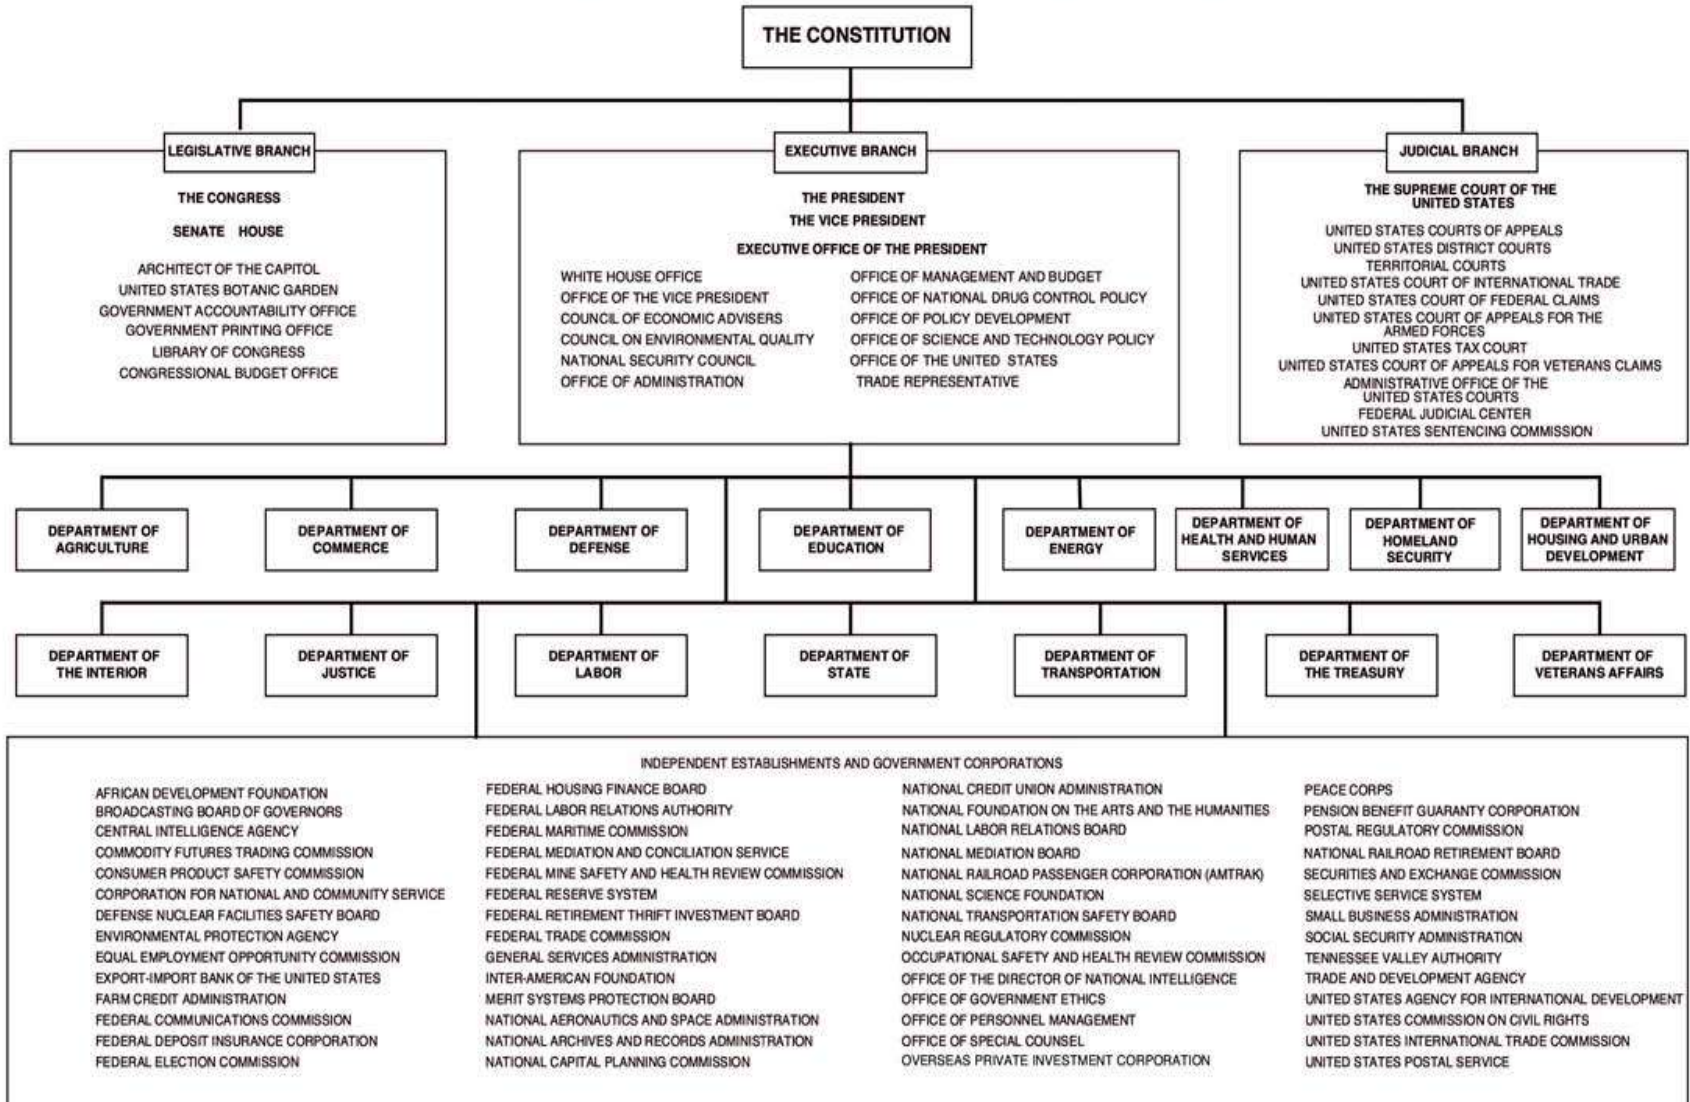 THE CONSTITUTION
LEGISLATIVE BRANCH
THE CONGRESS
SENATE HOUSE
ARCHITECT OF THE CAPITOL
UNITED STATES BOTANIC GARDEN
GOVERNMENT ACCOUNTABILITY OFFICE
GOVERNMENT PRINTING OFFICE
LIBRARY OF CONGRESS
CONGRESSIONAL BUDGET OFFICE
EXECUTIVE BRANCH
THE PRESIDENT
THE VICE PRESIDENT
EXECUTIVE OFFICE OF THE PRESIDENT
WHITE HOUSE OFFICE
OFFICE OF THE VICE PRESIDENT
COUNCIL OF ECONOMIC ADVISERS
COUNCIL ON ENVIRONMENTAL QUALITY
NATIONAL SECURITY COUNCIL
OFFICE OF ADMINISTRATION
OFFICE OF MANAGEMENT AND BUDGET
OFFICE OF NATIONAL DRUG CONTROL POLICY
OFFICE OF POLICY DEVELOPMENT
OFFICE OF SCIENCE AND TECHNOLOGY POLICY
OFFICE OF THE UNITED STATES
TRADE REPRESENTATIVE
JUDICIAL BRANCH
THE SUPREME COURT OF THE
UNITED STATES
UNITED STATES COURTS OF APPEALS
UNITED STATES DISTRICT COURTS
TERRITORIAL COURTS
UNITED STATES COURT OF INTERNATIONAL TRADE
UNITED STATES COURT OF FEDERAL CLAIMS
UNITED STATES COURT OF APPEALS FOR THE
ARMED FORCES
UNITED STATES TAX COURT
UNITED STATES COURT OF APPEALS FOR VETERANS CLAIMS
ADMINISTRATIVE OFFICE OF THE
UNITED STATES COURTS
FEDERAL JUDICIAL CENTER
UNITED STATES SENTENCING COMMISSION
DEPARTMENT OF
AGRICULTURE
DEPARTMENT OF
COMMERCE
DEPARTMENT OF
DEFENSE
DEPARTMENT OF
EDUCATION
DEPARTMENT OF
ENERGY
DEPARTMENT OF
HEALTH AND HUMAN
SERVICES
DEPARTMENT OF
HOMELAND
SECURITY
DEPARTMENT OF
HOUSING AND URBAN
DEVELOPMENT
DEPARTMENT OF
THE INTERIOR
DEPARTMENT OF
JUSTICE
DEPARTMENT OF
LABOR
DEPARTMENT OF
STATE
DEPARTMENT OF
TRANSPORTATION
DEPARTMENT OF
THE TREASURY
DEPARTMENT OF
VETERANS AFFAIRS
INDEPENDENT ESTABLISHMENTS AND GOVERNMENT CORPORATIONS
AFRICAN DEVELOPMENT FOUNDATION
BROADCASTING BOARD OF GOVERNORS
CENTRAL INTELLIGENCE AGENCY
COMMODITY FUTURES TRADING COMMISSION
CONSUMER PRODUCT SAFETY COMMISSION
CORPORATION FOR NATIONAL AND COMMUNITY SERVICE
DEFENSE NUCLEAR FACILITIES SAFETY BOARD
ENVIRONMENTAL PROTECTION AGENCY
EQUAL EMPLOYMENT OPPORTUNITY COMMISSION
EXPORT-IMPORT BANK OF THE UNITED STATES
FARM CREDIT ADMINISTRATION
FEDERAL COMMUNICATIONS COMMISSION
FEDERAL DEPOSIT INSURANCE CORPORATION
FEDERAL ELECTION COMMISSION
FEDERAL HOUSING FINANCE BOARD
FEDERAL LABOR RELATIONS AUTHORITY
FEDERAL MARITIME COMMISSION
FEDERAL MEDIATION AND CONCILIATION SERVICE
FEDERAL MINE SAFETY AND HEALTH REVIEW COMMISSION
FEDERAL RESERVE SYSTEM
FEDERAL RETIREMENT THRIFT INVESTMENT BOARD
FEDERAL TRADE COMMISSION
GENERAL SERVICES ADMINISTRATION
INTER-AMERICAN FOUNDATION
MERIT SYSTEMS PROTECTION BOARD
NATIONAL AERONAUTICS AND SPACE ADMINISTRATION
NATIONAL ARCHIVES AND RECORDS ADMINISTRATION
NATIONAL CAPITAL PLANNING COMMISSION
NATIONAL CREDIT UNION ADMINISTRATION
NATIONAL FOUNDATION ON THE ARTS AND THE HUMANITIES
NATIONAL LABOR RELATIONS BOARD
NATIONAL MEDIATION BOARD
NATIONAL RAILROAD PASSENGER CORPORATION (AMTRAK)
NATIONAL SCIENCE FOUNDATION
NATIONAL TRANSPORTATION SAFETY BOARD
NUCLEAR REGULATORY COMMISSION
OCCUPATIONAL SAFETY AND HEALTH REVIEW COMMISSION
OFFICE OF THE DIRECTOR OF NATIONAL INTELLIGENCE
OFFICE OF GOVERNMENT ETHICS
OFFICE OF PERSONNEL MANAGEMENT
OFFICE OF SPECIAL COUNSEL
OVERSEAS PRIVATE INVESTMENT CORPORATION
PEACE CORPS
PENSION BENEFIT GUARANTY CORPORATION
POSTAL REGULATORY COMMISSION
NATIONAL RAILROAD RETIREMENT BOARD
SECURITIES AND EXCHANGE COMMISSION
SELECTIVE SERVICE SYSTEM
SMALL BUSINESS ADMINISTRATION
SOCIAL SECURITY ADMINISTRATION
TENNESSEE VALLEY AUTHORITY
TRADE AND DEVELOPMENT AGENCY
UNITED STATES AGENCY FOR INTERNATIONAL DEVELOPMENT
UNITED STATES COMMISSION ON CIVIL RIGHTS
UNITED STATES INTERNATIONAL TRADE COMMISSION
UNITED STATES POSTAL SERVICE